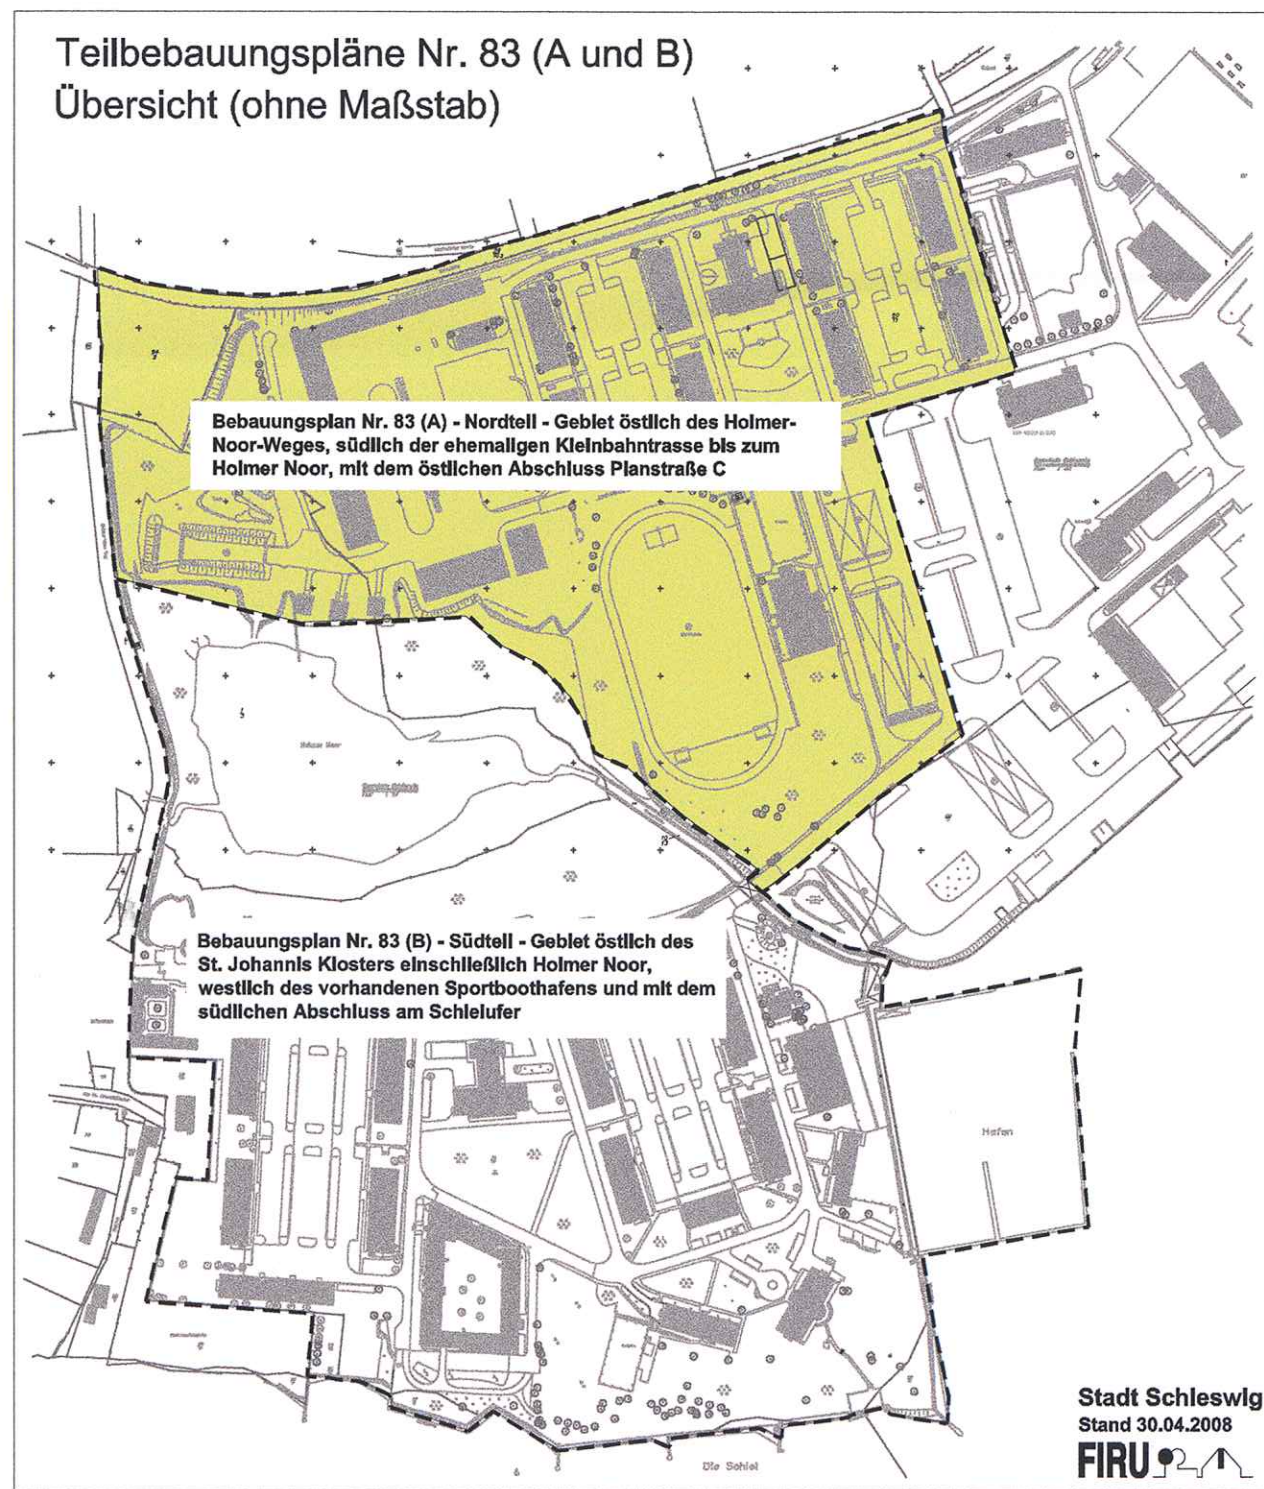 Teilbebauungspläne Nr. 83 (A und B)
Übersicht (ohne Maßstab)
Bebauungsplan Nr. 83 (A) - Nordteil - Gebiet östlich des Holmer-
Noor-Weges, südlich der ehemaligen Kleinbahntrasse bis zum
Holmer Noor, mit dem östlichen Abschluss Planstraße C
Holmer Noor
Bebauungsplan Nr. 83 (B) - Südteil - Gebiet östlich des
St. Johannis Klosters einschließlich Holmer Noor,
westlich des vorhandenen Sportboothafens und mit dem
südlichen Abschluss am Schleiufer
Hafen
Stadt Schleswig
Stand 30.04.2008
FIRU
Die Schlei